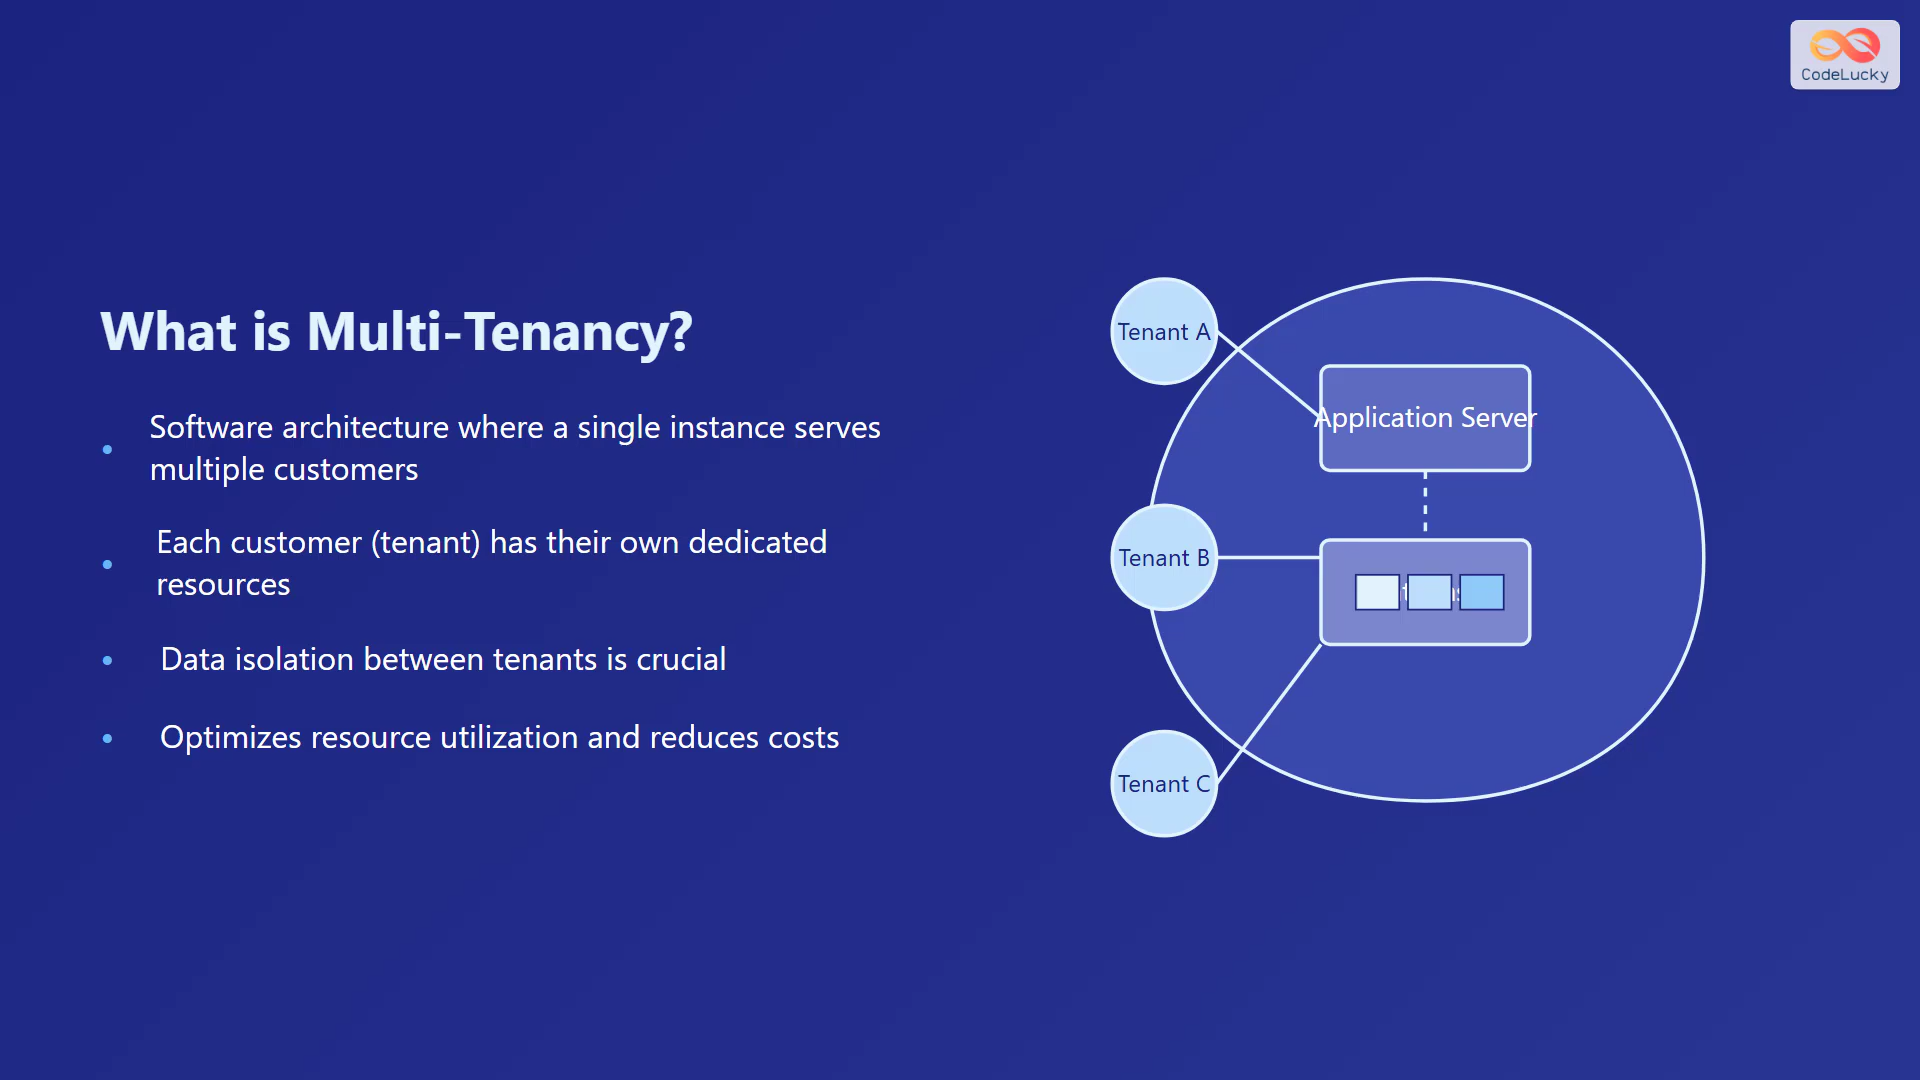 CodeLucky
What is Multi-Tenancy?
Software architecture where a single instance serves
multiple customers
Each customer (tenant) has their own dedicated
resources
Data isolation between tenants is crucial
Optimizes resource utilization and reduces costs
Tenant A
Application Server
Tenant B
Tenant C